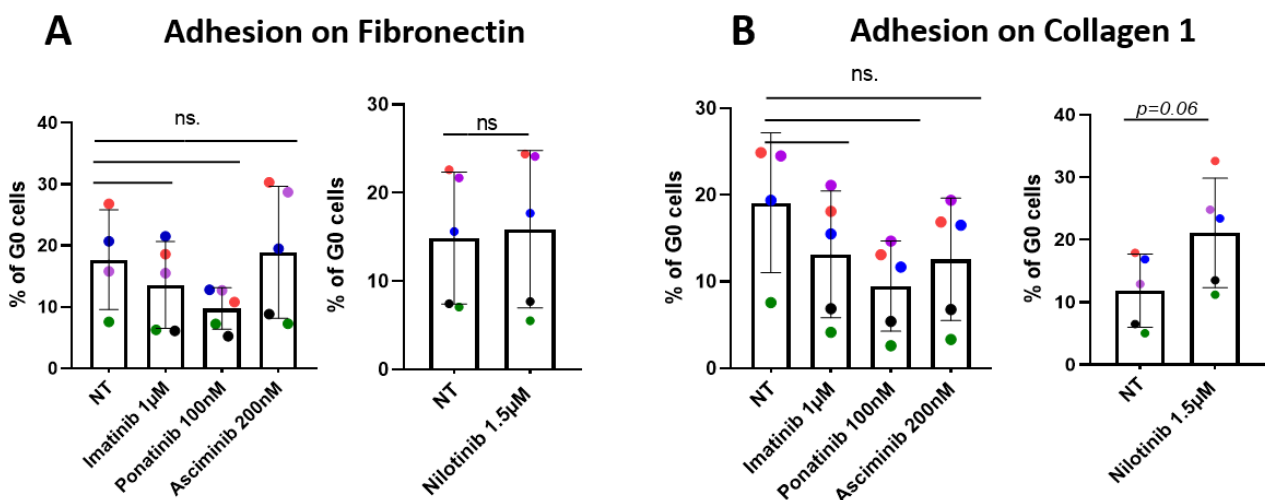 A
Adhesion on Fibronectin
ns.
% of G0 cells
40
30
20
10
0
NT
Imatinib 1µM
Ponatinib 100nM
Asciminib 200nM
ns
% of G0 cells
30
20
10
0
NT
Nilotinib 1.5µM
B
Adhesion on Collagen 1
ns.
% of G0 cells
30
20
10
0
NT
Imatinib 1µM
Ponatinib 100nM
Asciminib 200nM
p=0.06
% of G0 cells
40
30
20
10
0
NT
Nilotinib 1.5µM